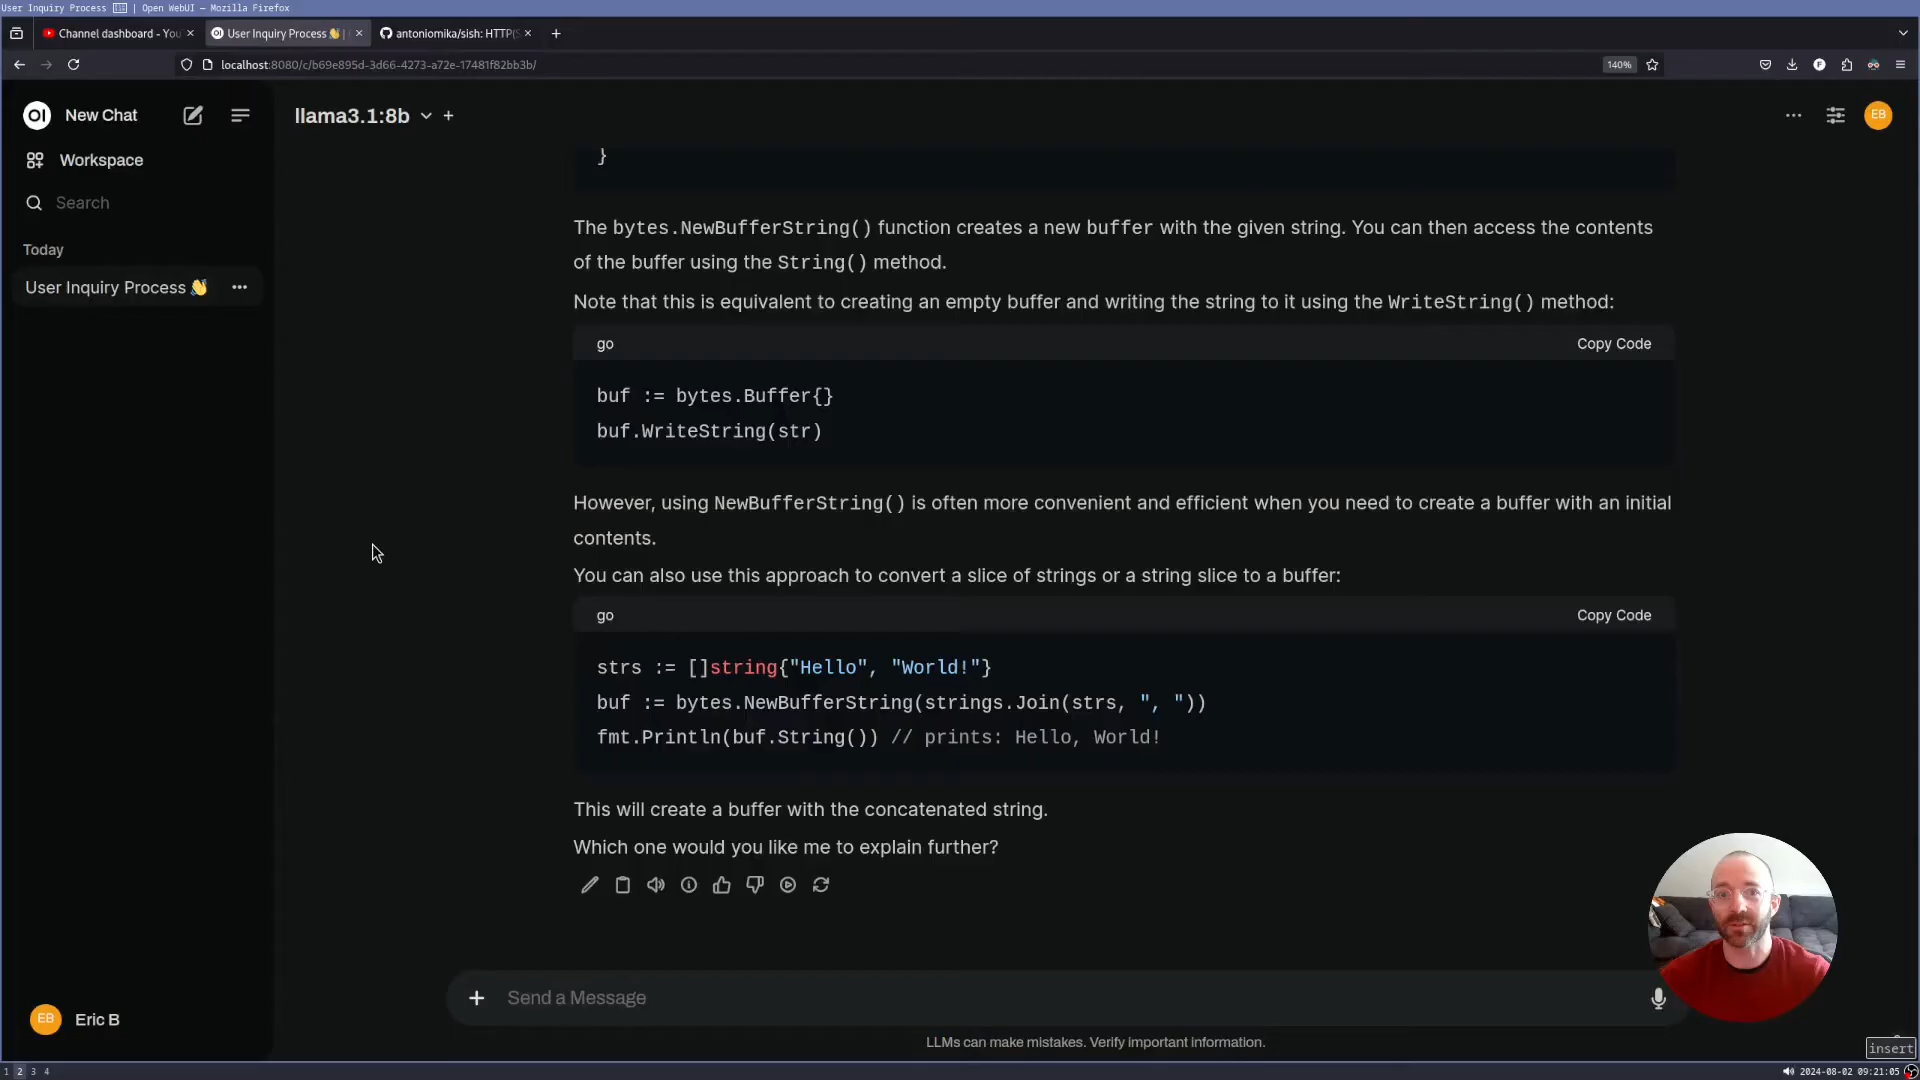 User Inquiry Process | Open WebUI — Mozilla Firefox
Channel dashboard - You
User Inquiry Process 👋 |
antoniomika/sish: HTTP(S
localhost:8080/c/b69e895d-3d66-4273-a72e-17481f82bb3b/
140%
OI
New Chat
llama3.1:8b
EB
Workspace
Search
Today
User Inquiry Process 👋
}
The bytes.NewBufferString() function creates a new buffer with the given string. You can then access the contents
of the buffer using the String() method.
Note that this is equivalent to creating an empty buffer and writing the string to it using the WriteString() method:
go
Copy Code
buf := bytes.Buffer{}
buf.WriteString(str)
However, using NewBufferString() is often more convenient and efficient when you need to create a buffer with an initial
contents.
You can also use this approach to convert a slice of strings or a string slice to a buffer:
go
Copy Code
strs := []string{"Hello", "World!"}
buf := bytes.NewBufferString(strings.Join(strs, ", "))
fmt.Println(buf.String()) // prints: Hello, World!
This will create a buffer with the concatenated string.
Which one would you like me to explain further?
Send a Message
EB
Eric B
LLMs can make mistakes. Verify important information.
insert
1 2 3 4
2024-08-02 09:21:05